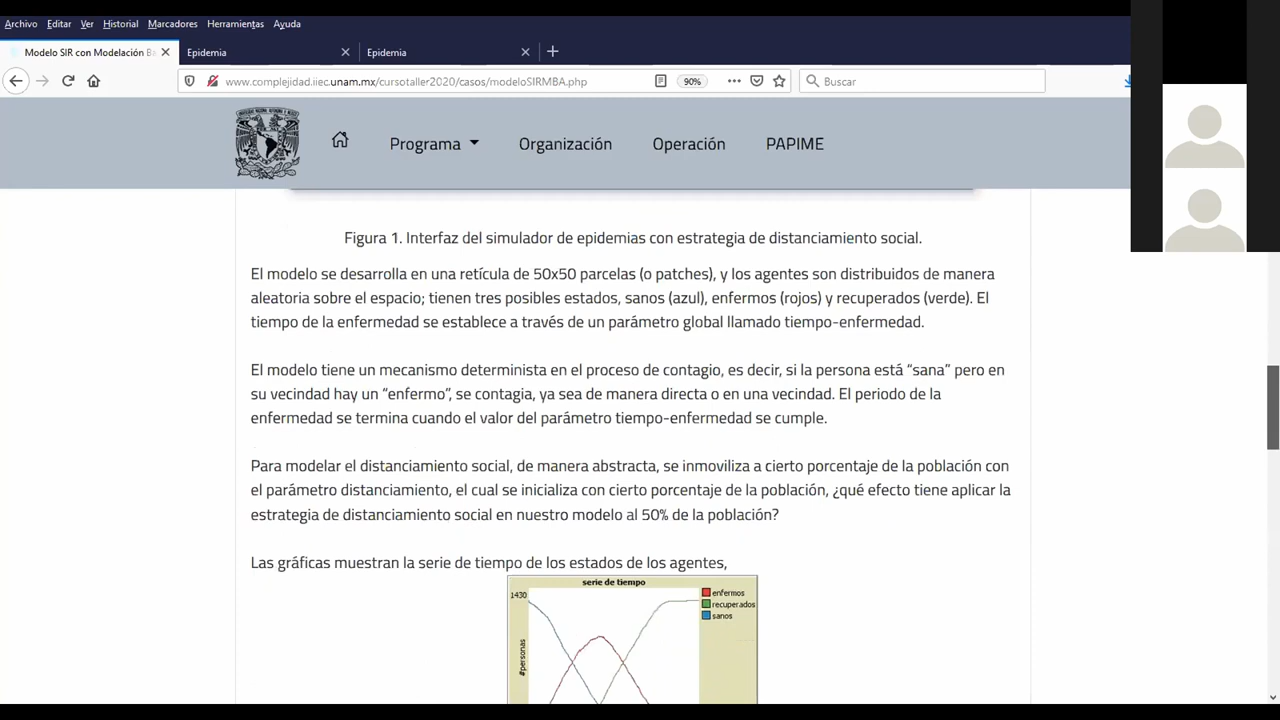 Archivo Editar Ver Historial Marcadores Herramientas Ayuda
Modelo SIR con Modelación Ba
Epidemia
Epidemia
www.complejidad.iiec.unam.mx/cursotaller2020/casos/modeloSIRMBA.php
90%
Buscar
Programa Organización Operación PAPIME
Figura 1. Interfaz del simulador de epidemias con estrategia de distanciamiento social.
El modelo se desarrolla en una retícula de 50x50 parcelas (o patches), y los agentes son distribuidos de manera
aleatoria sobre el espacio; tienen tres posibles estados, sanos (azul), enfermos (rojos) y recuperados (verde). El
tiempo de la enfermedad se establece a través de un parámetro global llamado tiempo-enfermedad.
El modelo tiene un mecanismo determinista en el proceso de contagio, es decir, si la persona está “sana” pero en
su vecindad hay un “enfermo”, se contagia, ya sea de manera directa o en una vecindad. El periodo de la
enfermedad se termina cuando el valor del parámetro tiempo-enfermedad se cumple.
Para modelar el distanciamiento social, de manera abstracta, se inmoviliza a cierto porcentaje de la población con
el parámetro distanciamiento, el cual se inicializa con cierto porcentaje de la población, ¿qué efecto tiene aplicar la
estrategia de distanciamiento social en nuestro modelo al 50% de la población?
Las gráficas muestran la serie de tiempo de los estados de los agentes,
serie de tiempo
1430
#personas
enfermos
recuperados
sanos